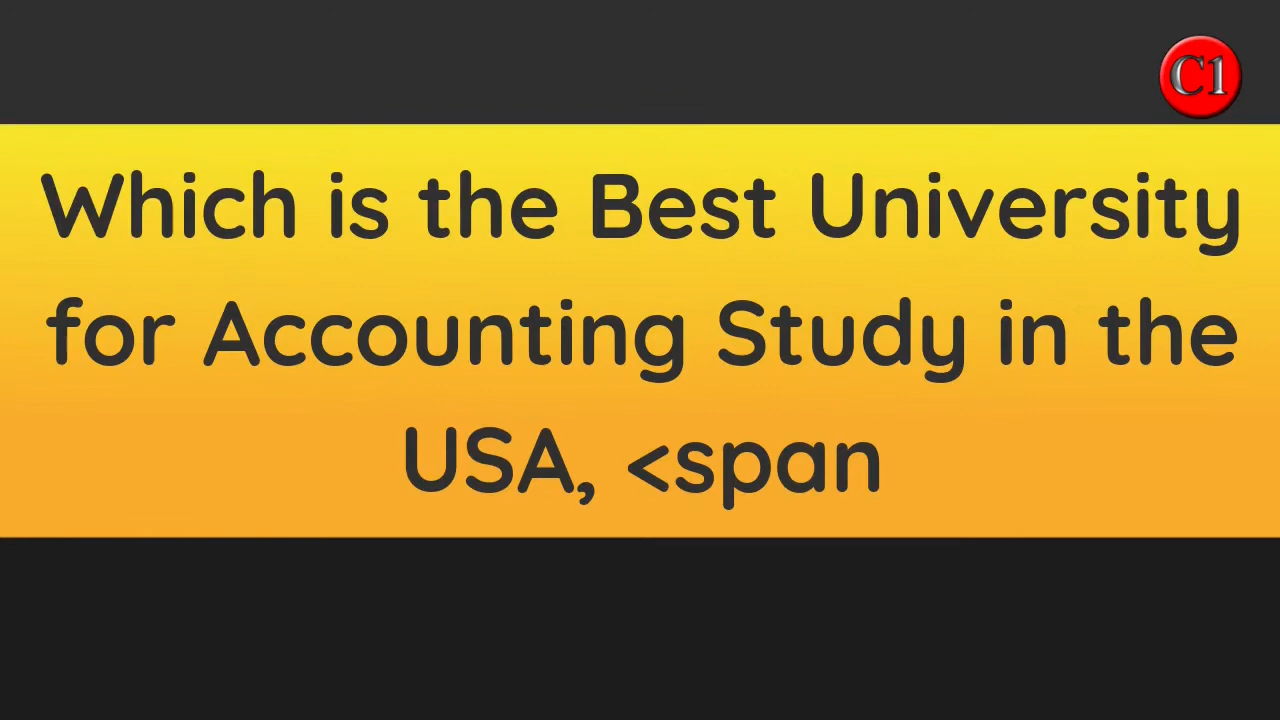 C1
Which is the Best University
for Accounting Study in the
USA, <span